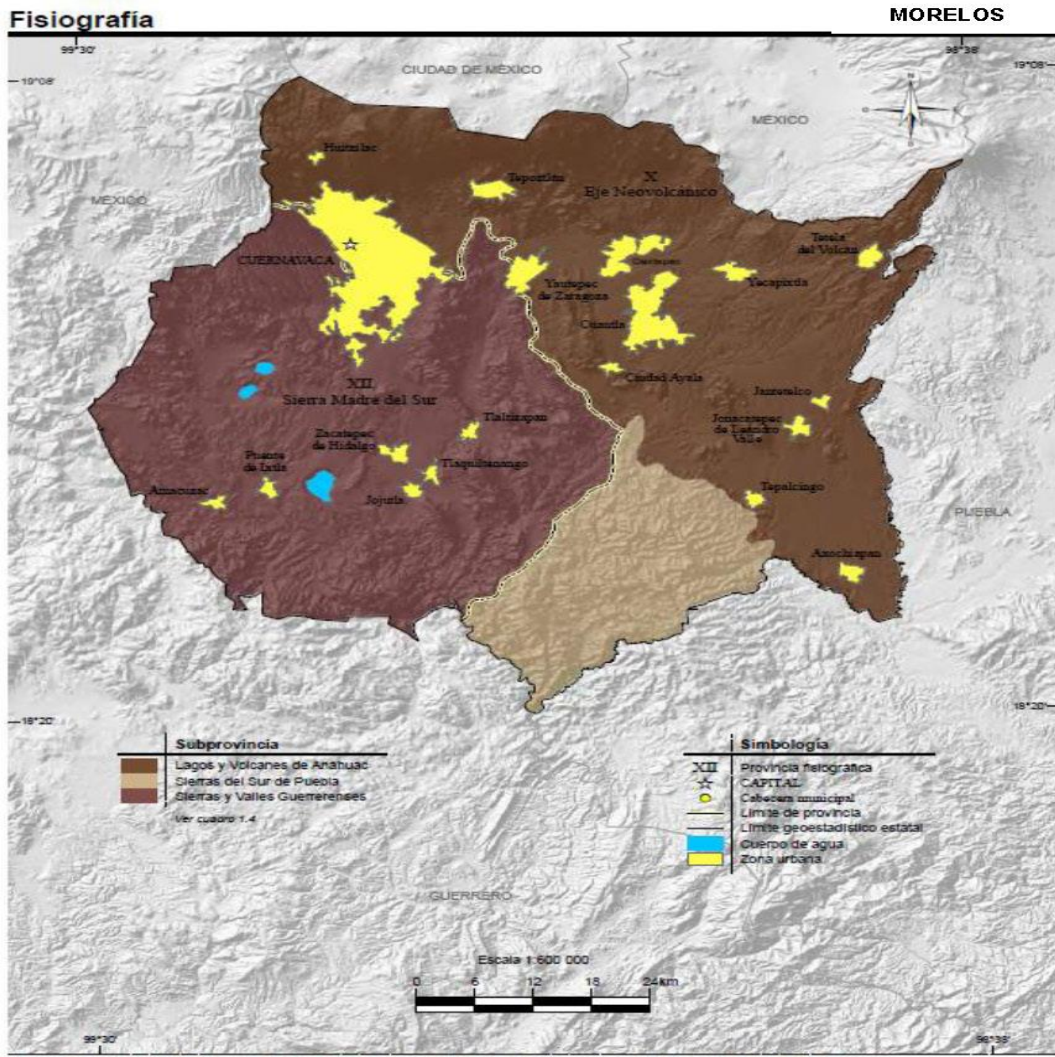 Fisiografía
MORELOS
99°30'
98°38'
19°08'
19°08'
CIUDAD DE MÉXICO
MÉXICO
MÉXICO
Huitzilac
Tepoztlán
X
Eje Neovolcánico
CUERNAVACA
Tetela
del Volcán
Yautepec
de Zaragoza
Yecapixtla
Cuautla
Ciudad Ayala
XII
Sierra Madre del Sur
Jantetelco
Jonacatepec
de Leandro
Valle
Tlaltizapán
Zacatepec
de Hidalgo
Tlaquiltenango
Puente
de Ixtla
Amacuzac
Jojutla
Tepalcingo
PUEBLA
Axochiapan
18°20'
18°20'
Subprovincia
Lagos y Volcanes de Anáhuac
Sierras del Sur de Puebla
Sierras y Valles Guerrerenses
Ver cuadro 1.4
Simbología
XII Provincia fisiográfica
CAPITAL
Cabecera municipal
Límite de provincia
Límite geoestadístico estatal
Cuerpo de agua
Zona urbana
GUERRERO
Escala 1:600 000
0 6 12 18 24km
99°30'
98°38'